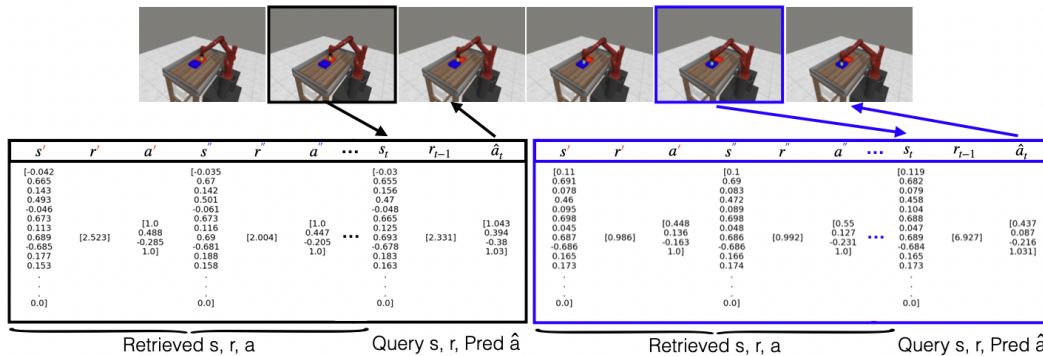 s′ r′ a′ s″ r″ a″ ... s_t r_{t-1} â_t
[-0.042 [-0.035 [-0.03
0.665 0.67 0.655
0.143 0.142 0.156
0.493 0.501 0.47
-0.046 -0.061 -0.048
0.673 [1.0 0.673 [1.0 0.665 [1.043
0.113 0.488 0.116 0.447 0.125 0.394
0.689 [2.523] -0.285 0.69 [2.004] -0.205 ... 0.693 [2.331] -0.38
-0.685 1.0] -0.681 1.0] -0.678 1.03]
0.177 0.188 0.183
0.153 0.158 0.163
. . .
. . .
. . .
0.0] 0.0] 0.0]
Retrieved s, r, a Query s, r, Pred â
s′ r′ a′ s″ r″ a″ ... s_t r_{t-1} â_t
[0.11 [0.1 [0.119
0.691 0.69 0.682
0.078 0.083 0.079
0.46 0.472 0.458
0.095 0.089 0.104
0.698 [0.448 0.698 [0.55 0.688 [0.437
0.045 0.136 0.048 0.127 0.047 0.087
0.687 [0.986] -0.163 0.686 [0.992] -0.231 ... 0.689 [6.927] -0.216
-0.686 1.0] -0.686 1.0] -0.684 1.031]
0.165 0.166 0.165
0.173 0.174 0.173
. . .
. . .
. . .
0.0] 0.0] 0.0]
Retrieved s, r, a Query s, r, Pred â